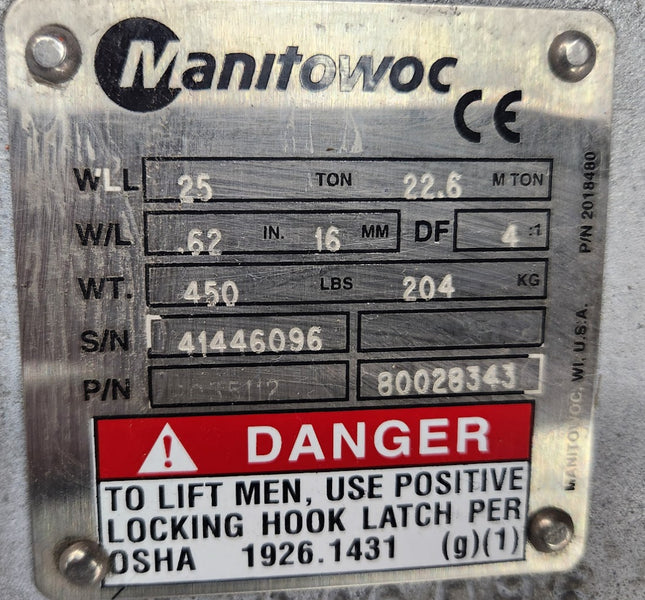 Manitowoc
CE
WLL 25 TON 22.6 M TON
W/L .62 IN. 16 MM DF 4 :1
WT. 450 LBS 204 KG
S/N 41446096
P/N 80028343
DANGER
TO LIFT MEN, USE POSITIVE
LOCKING HOOK LATCH PER
OSHA 1926.1431 (g)(1)
MANITOWOC, WI. U.S.A. P/N 2018480